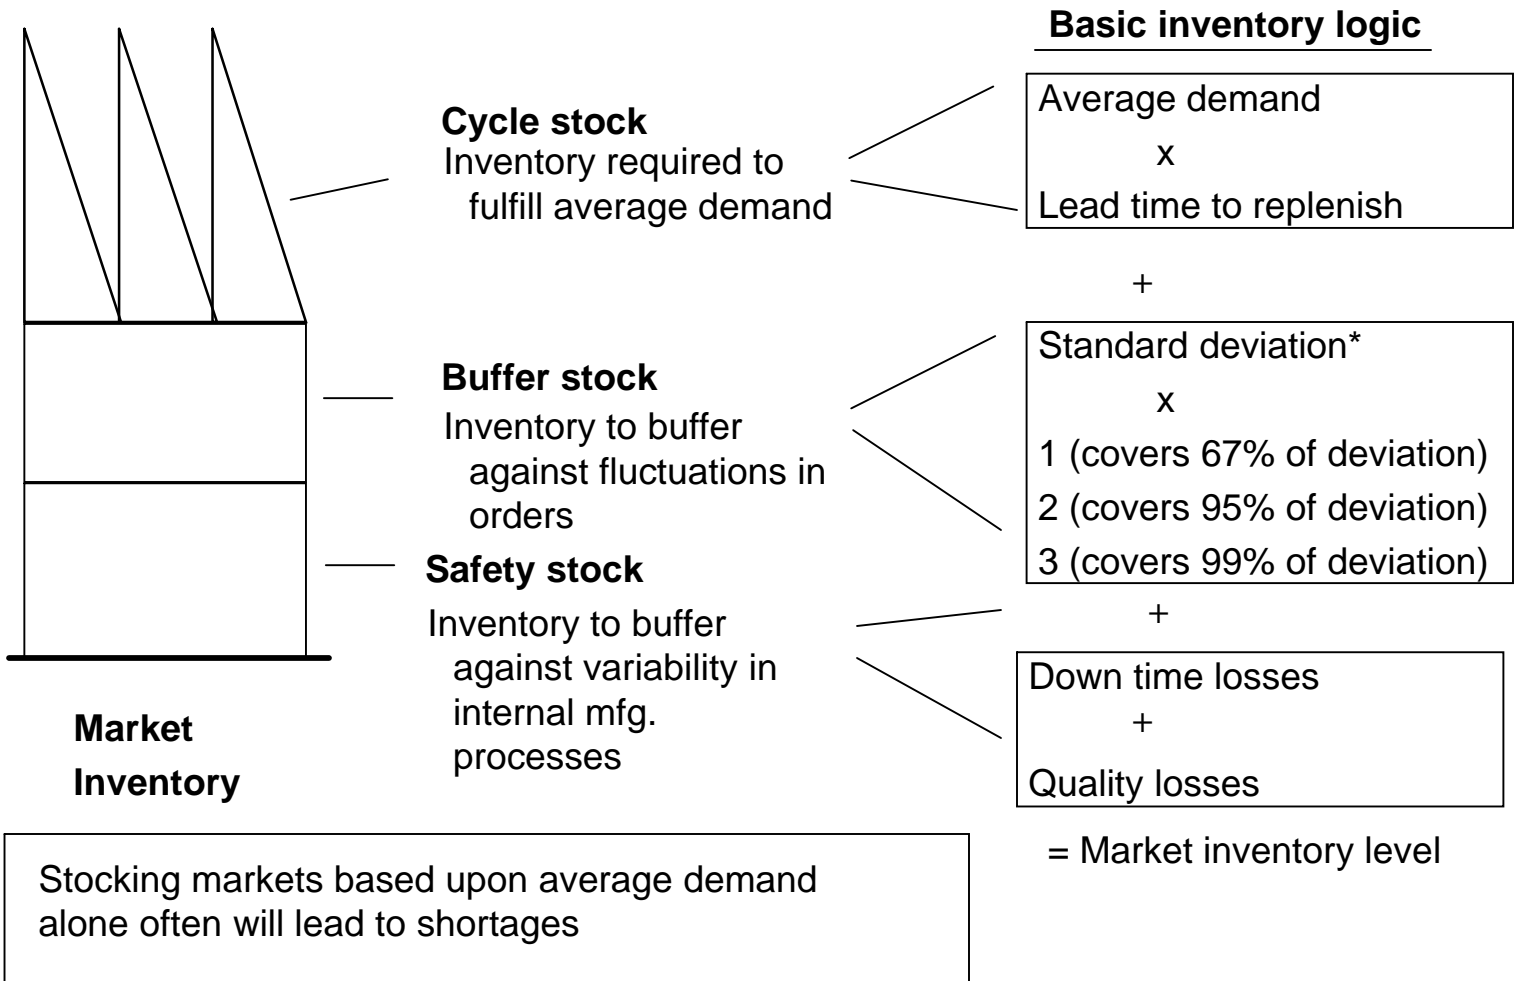 Basic inventory logic
Cycle stock
Inventory required to
fulfill average demand
Average demand
x
Lead time to replenish
+
Buffer stock
Inventory to buffer
against fluctuations in
orders
Standard deviation*
x
1 (covers 67% of deviation)
2 (covers 95% of deviation)
3 (covers 99% of deviation)
+
Safety stock
Inventory to buffer
against variability in
internal mfg.
processes
Down time losses
+
Quality losses
= Market inventory level
Market
Inventory
Stocking markets based upon average demand
alone often will lead to shortages